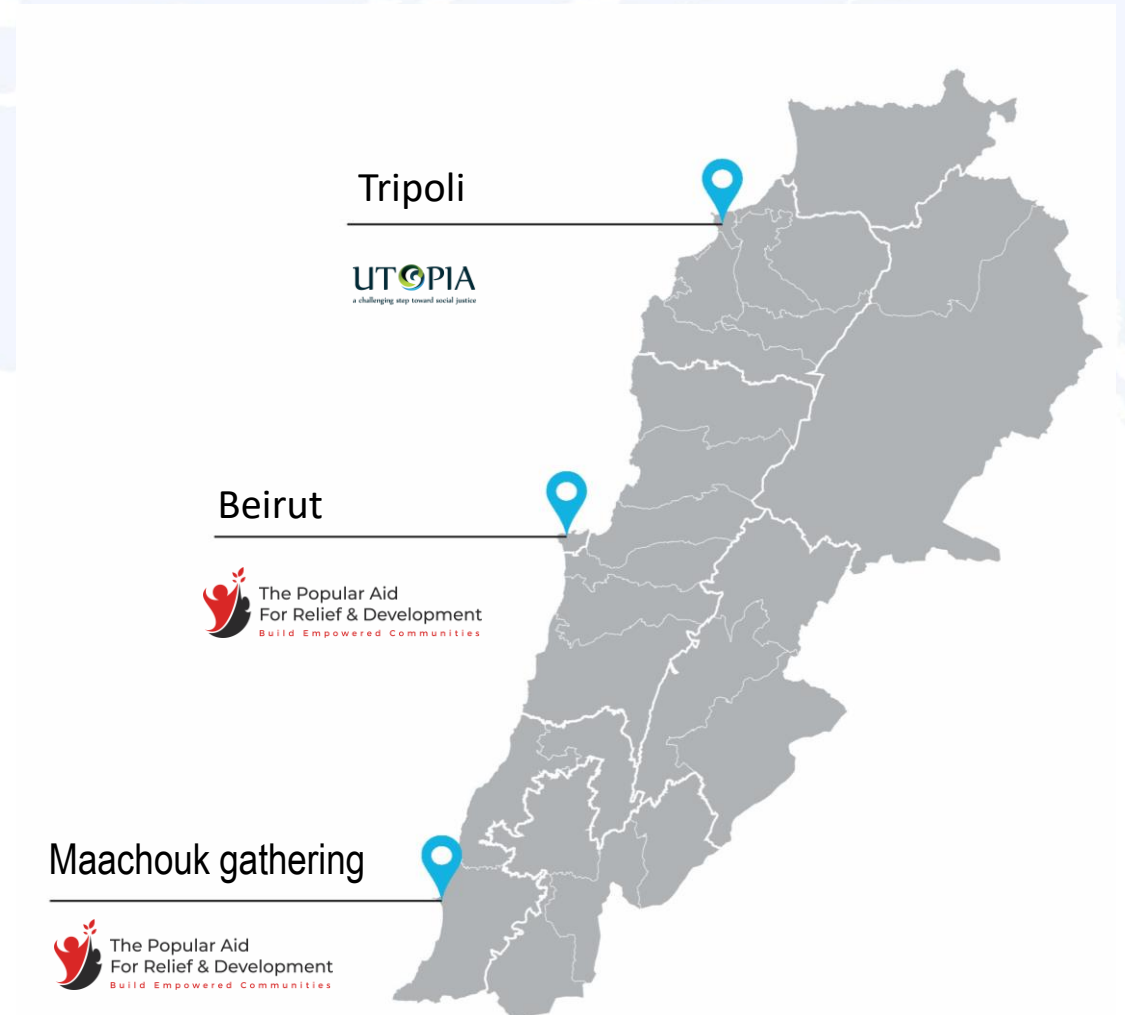 Tripoli
UTOPIA
a challenging step toward social justice
Beirut
The Popular Aid
For Relief & Development
Build Empowered Communities
Maachouk gathering
The Popular Aid
For Relief & Development
Build Empowered Communities